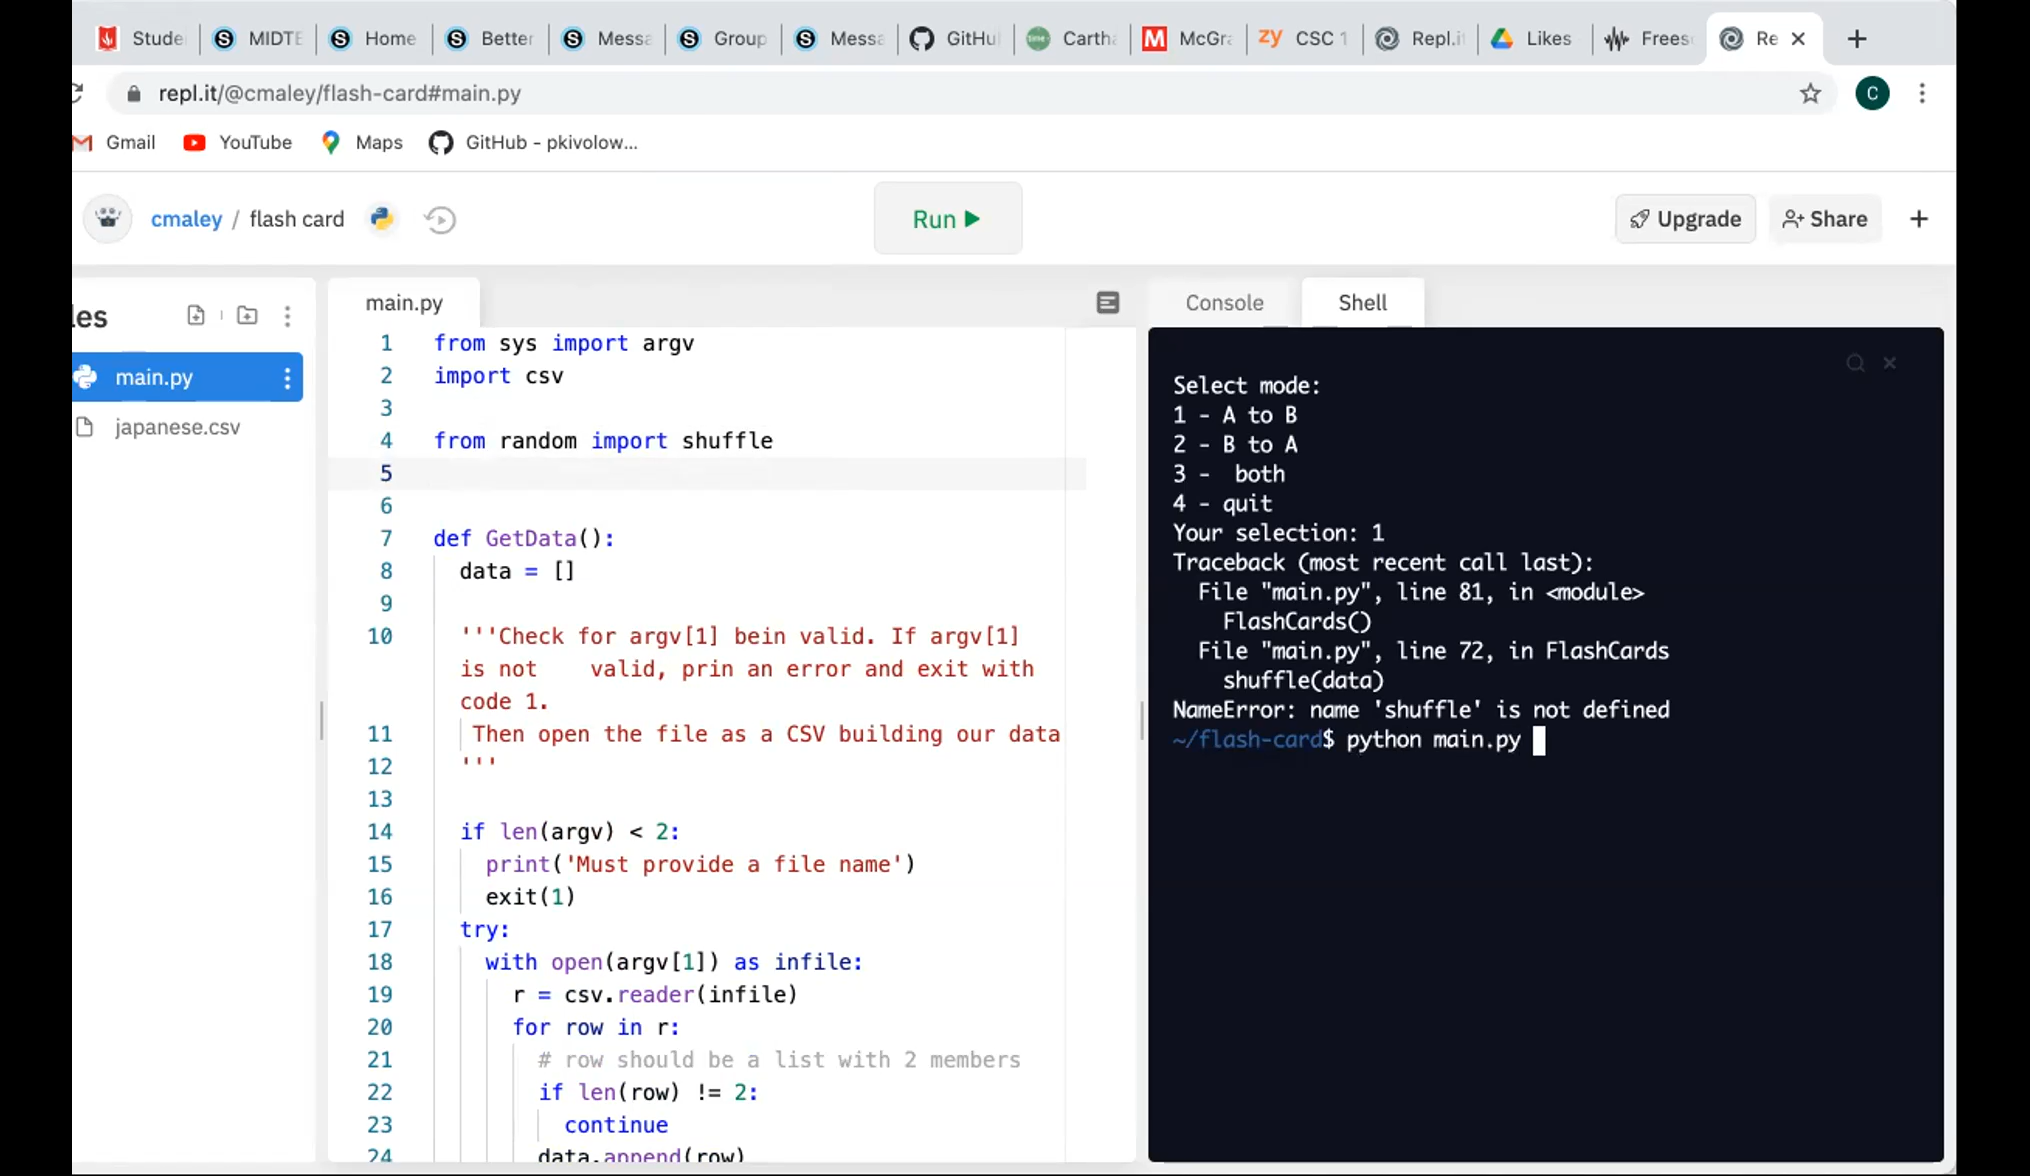 Stude
MIDTE
Home
Better
Messa
Group
Messa
GitHu
Cartha
McGra
zy CSC 1
Repl.i
Likes
Freeso
Re
repl.it/@cmaley/flash-card#main.py
C
Gmail
YouTube
Maps
GitHub - pkivolow...
cmaley / flash card
Run
Upgrade
Share
les
main.py
japanese.csv
main.py
1 from sys import argv
2 import csv
3
4 from random import shuffle
5
6
7 def GetData():
8 data = []
9
10 '''Check for argv[1] bein valid. If argv[1]
is not    valid, prin an error and exit with
code 1.
11 Then open the file as a CSV building our data
12 '''
13
14 if len(argv) < 2:
15 print('Must provide a file name')
16 exit(1)
17 try:
18 with open(argv[1]) as infile:
19 r = csv.reader(infile)
20 for row in r:
21 # row should be a list with 2 members
22 if len(row) != 2:
23 continue
24 data.append(row)
Console
Shell
Select mode:
1 - A to B
2 - B to A
3 -  both
4 - quit
Your selection: 1
Traceback (most recent call last):
File "main.py", line 81, in <module>
FlashCards()
File "main.py", line 72, in FlashCards
shuffle(data)
NameError: name 'shuffle' is not defined
~/flash-card$ python main.py